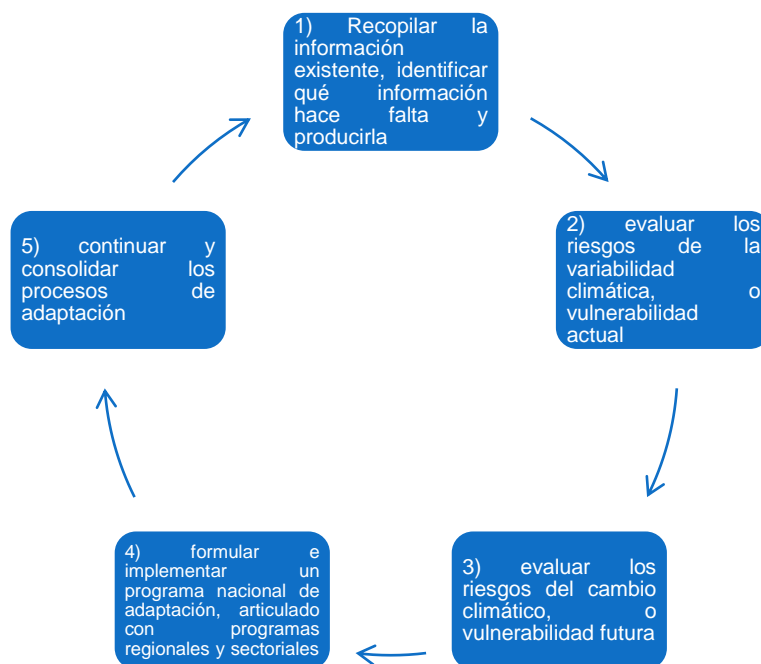 1) Recopilar la
información
existente, identificar
qué información
hace falta y
producirla
2) evaluar los
riesgos de la
variabilidad
climática, o
vulnerabilidad
actual
3) evaluar los
riesgos del cambio
climático, o
vulnerabilidad futura
4) formular e
implementar un
programa nacional de
adaptación, articulado
con programas
regionales y sectoriales
5) continuar y
consolidar los
procesos de
adaptación